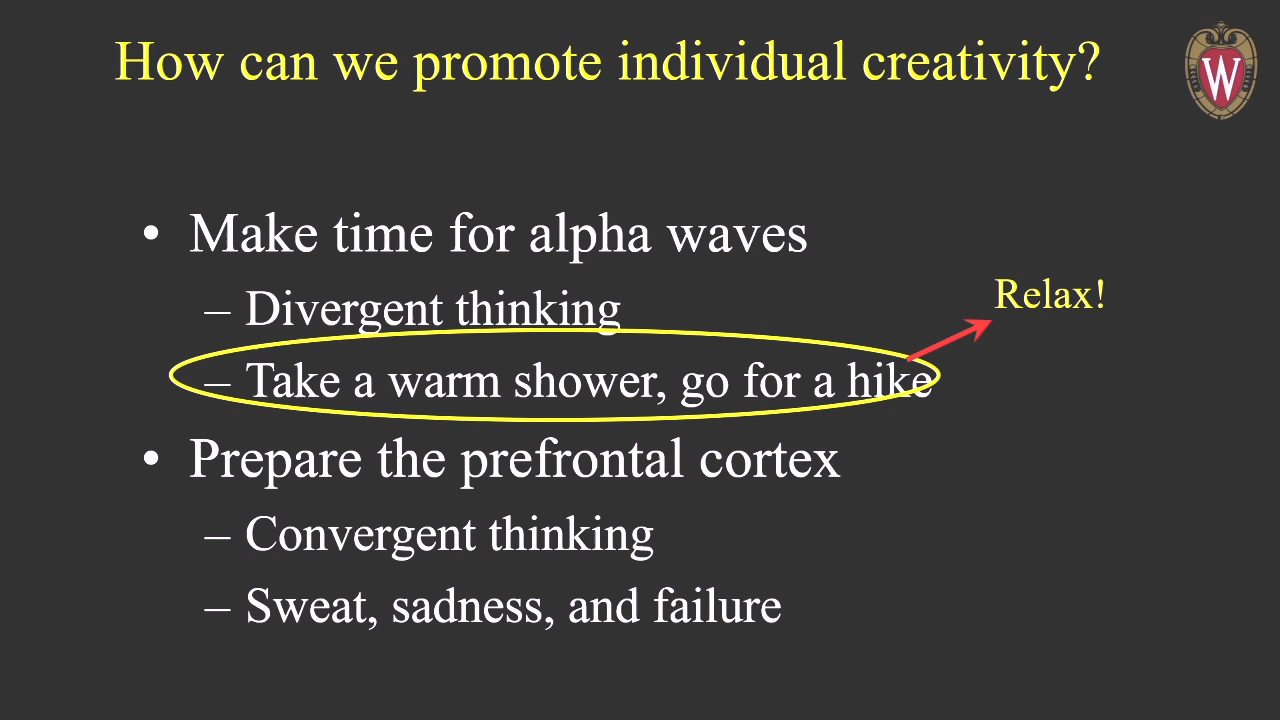 How can we promote individual creativity?
W
• Make time for alpha waves
– Divergent thinking
Relax!
– Take a warm shower, go for a hike
• Prepare the prefrontal cortex
– Convergent thinking
– Sweat, sadness, and failure